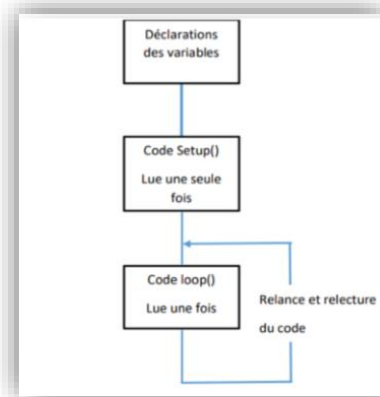 Déclarations
des variables
Code Setup()
Lue une seule
fois
Code loop()
Lue une fois
Relance et relecture
du code